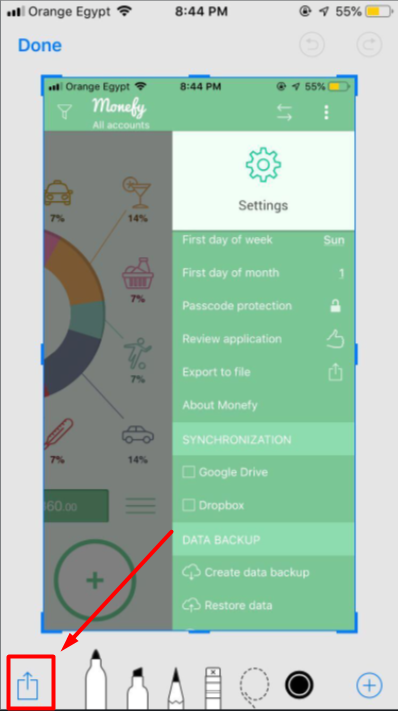 Orange Egypt 8:44 PM 55%
Done
Orange Egypt 8:44 PM 55%
Monefy
All accounts
Settings
First day of week Sun
First day of month 1
Passcode protection
Review application
Export to file
About Monefy
SYNCHRONIZATION
Google Drive
Dropbox
DATA BACKUP
Create data backup
Restore data
7%
14%
7%
7%
7%
14%
360.00